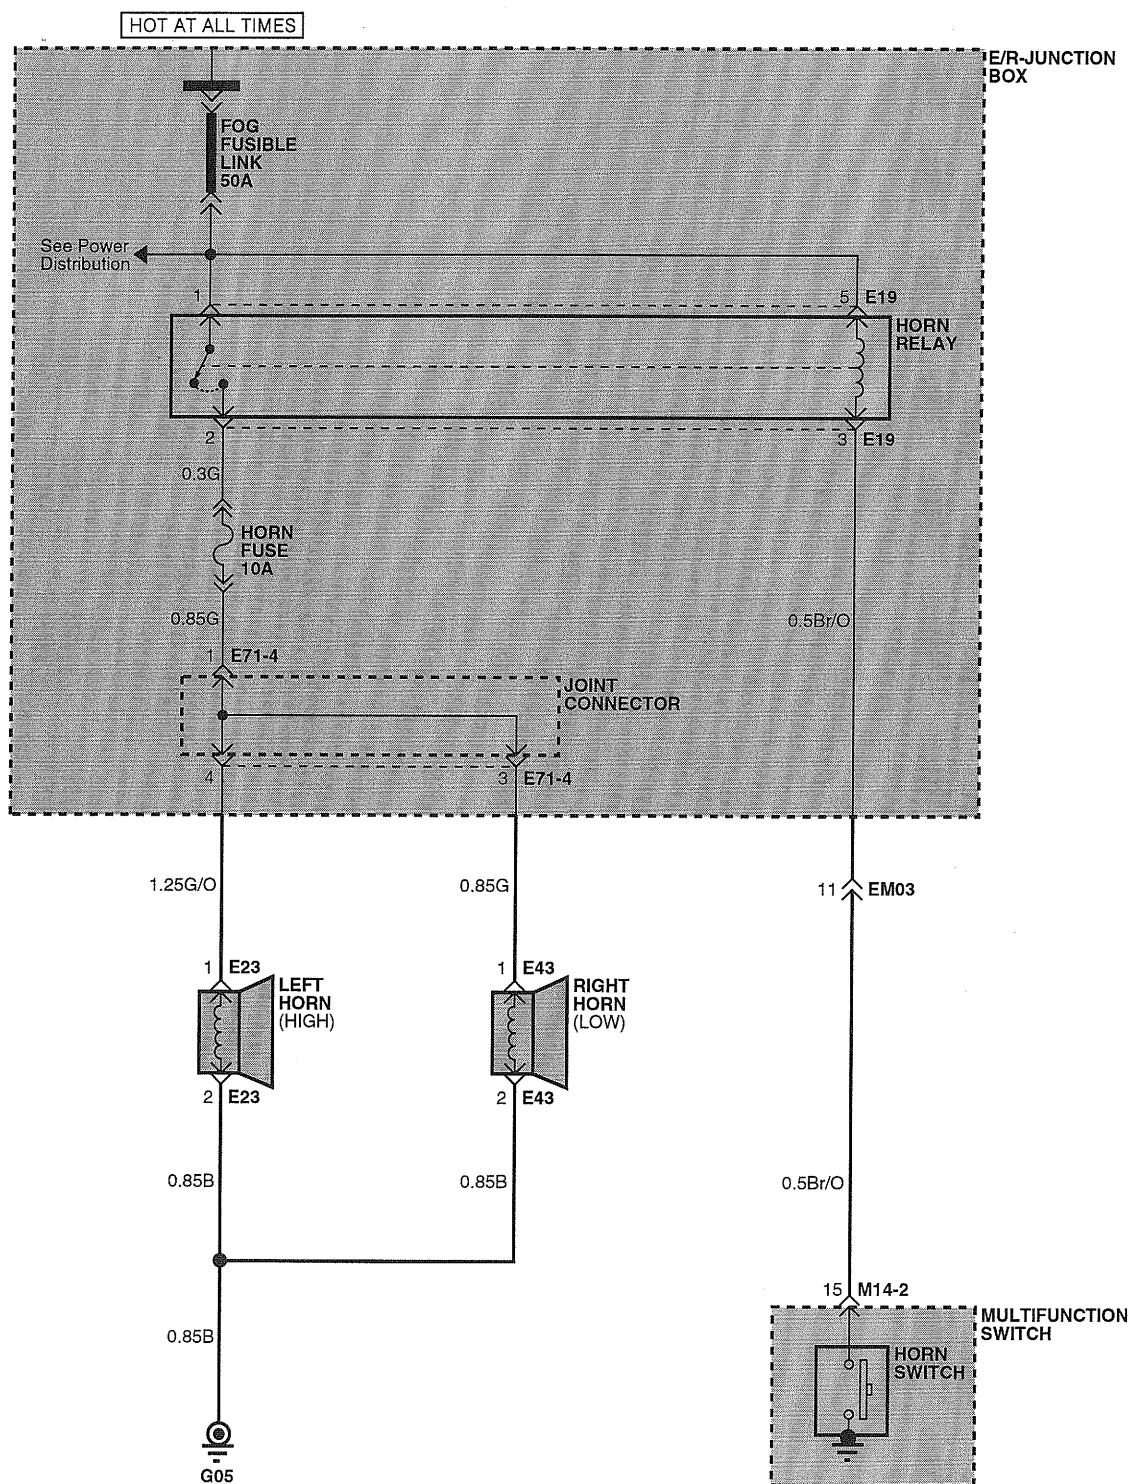 HOT AT ALL TIMES
E/R-JUNCTION
BOX
FOG
FUSIBLE
LINK
50A
See Power
Distribution
1
5 E19
HORN
RELAY
2
3 E19
0.3G
HORN
FUSE
10A
0.85G
0.5Br/O
1 E71-4
JOINT
CONNECTOR
4
3 E71-4
1.25G/O
0.85G
11 EM03
1 E23
LEFT
HORN
(HIGH)
1 E43
RIGHT
HORN
(LOW)
2 E23
2 E43
0.85B
0.85B
0.5Br/O
15 M14-2
MULTIFUNCTION
SWITCH
0.85B
HORN
SWITCH
G05